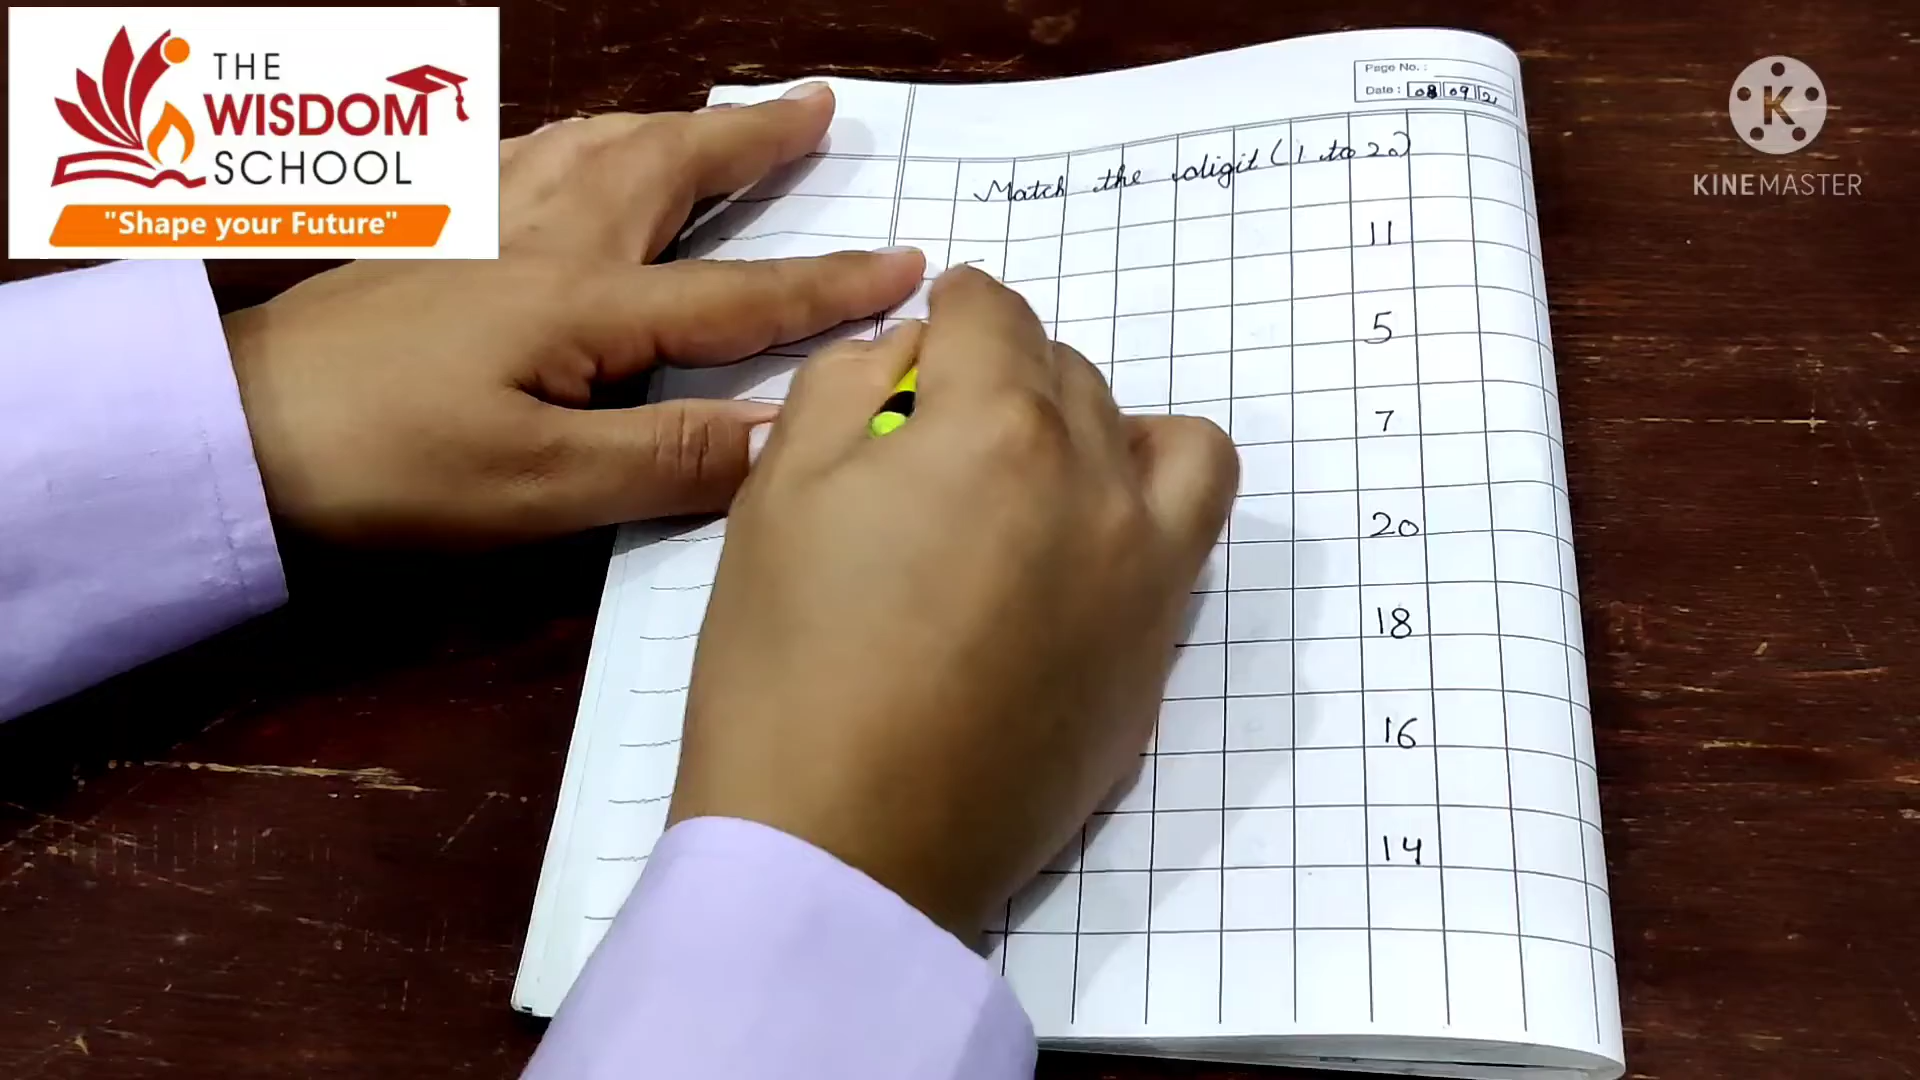 THE
WISDOM
SCHOOL
"Shape your Future"
Page No. :
Date : 08 09 21
KINEMASTER
Match the digit (1 to 20)
11
5
7
20
18
16
14